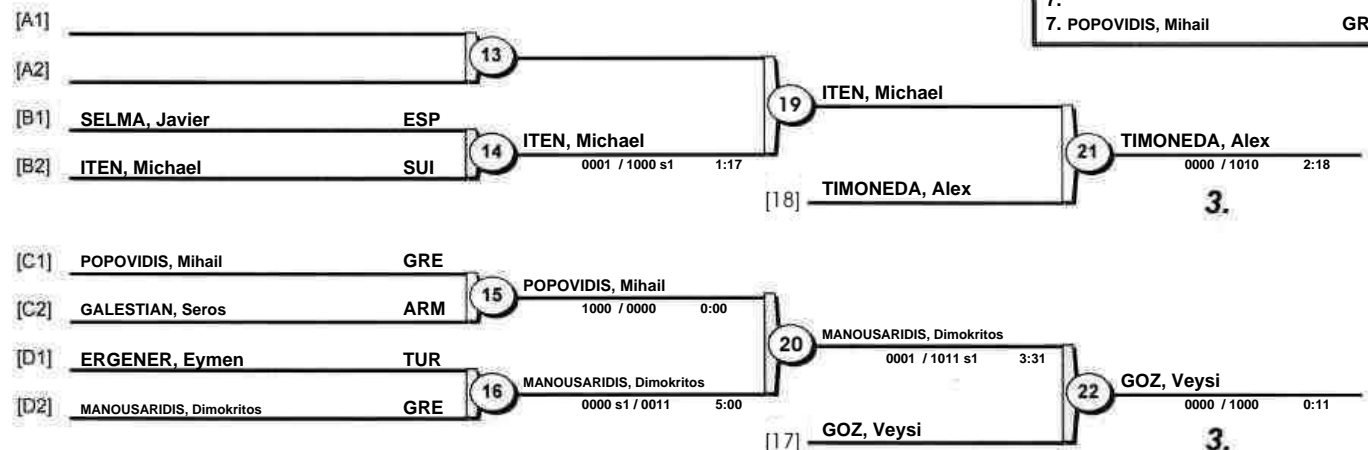 7.
7. POPOVIDIS, Mihail GR
[A1]
13
[A2]
ITEN, Michael
19
[B1] SELMA, Javier ESP
ITEN, Michael
TIMONEDA, Alex
14
21
0001 / 1000 s1 1:17
0000 / 1010 2:18
[B2] ITEN, Michael SUI
[18] TIMONEDA, Alex
3.
[C1] POPOVIDIS, Mihail GRE
POPOVIDIS, Mihail
15
1000 / 0000 0:00
[C2] GALESTIAN, Seros ARM
MANOUSARIDIS, Dimokritos
20
0001 / 1011 s1 3:31
[D1] ERGENER, Eymen TUR
MANOUSARIDIS, Dimokritos
GOZ, Veysi
16
22
0000 s1 / 0011 5:00
0000 / 1000 0:11
[D2] MANOUSARIDIS, Dimokritos GRE
[17] GOZ, Veysi
3.